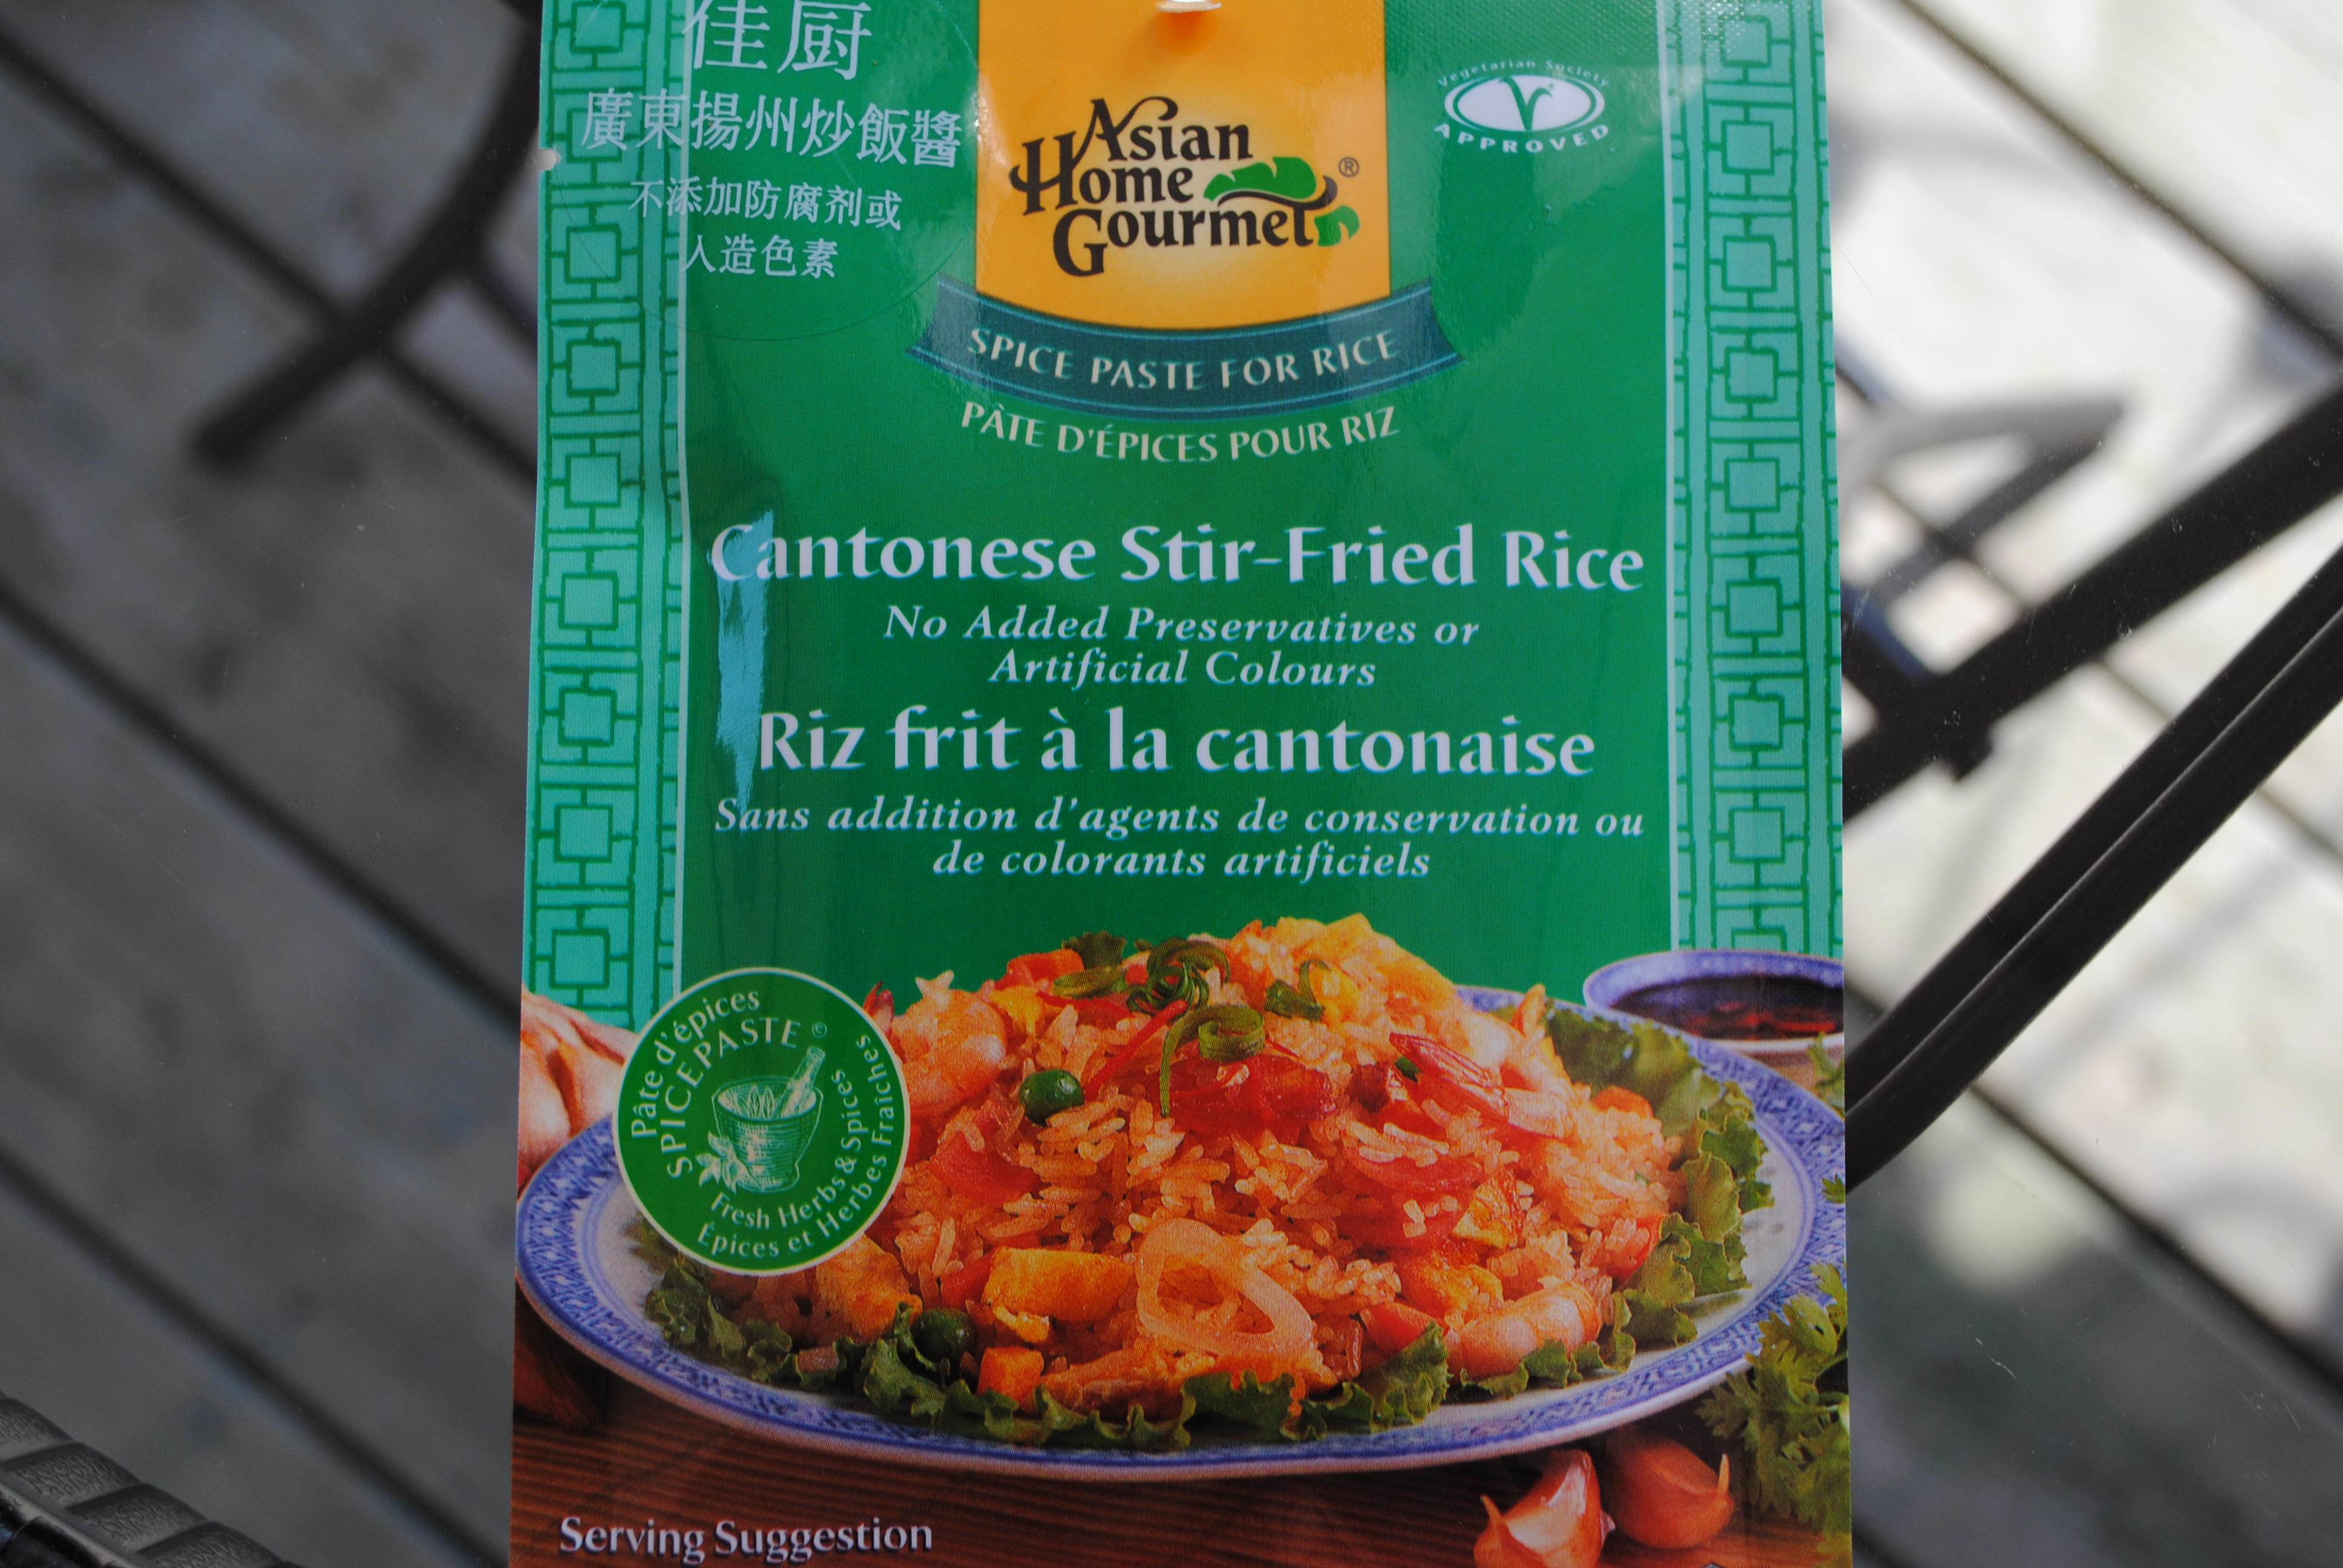 佳厨
廣東揚州炒飯醬
不添加防腐剂或
人造色素
Asian
Home
Gourmet®
Vegetarian Society
APPROVED
SPICE PASTE FOR RICE
PÂTE D'ÉPICES POUR RIZ
Cantonese Stir-Fried Rice
No Added Preservatives or
Artificial Colours
Riz frit à la cantonaise
Sans addition d'agents de conservation ou
de colorants artificiels
Pâte d'épices
SPICEPASTE ©
Fresh Herbs & Spices
Épices et Herbes Fraîches
Serving Suggestion